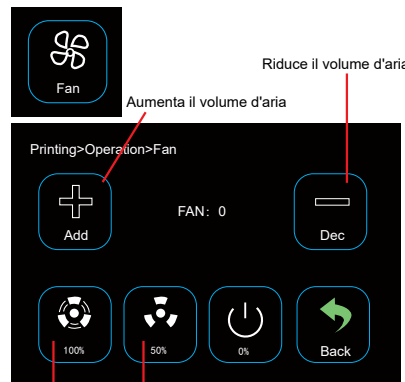 Fan
Riduce il volume d'aria
Aumenta il volume d'aria
Printing>Operation>Fan
Add
FAN: 0
Dec
100%
50%
0%
Back